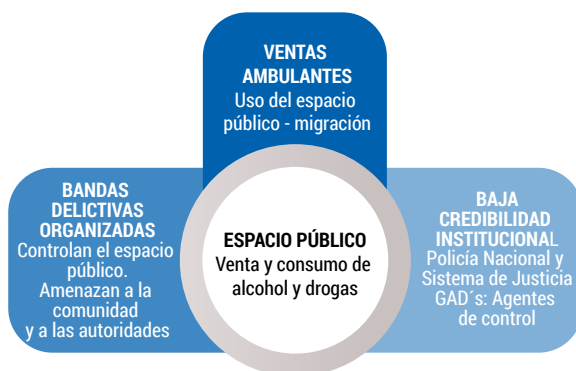 VENTAS
AMBULANTES
Uso del espacio
público - migración
BANDAS
DELICTIVAS
ORGANIZADAS
Controlan el espacio
público.
Amenazan a la
comunidad
y a las autoridades
ESPACIO PÚBLICO
Venta y consumo de
alcohol y drogas
BAJA
CREDIBILIDAD
INSTITUCIONAL
Policía Nacional y
Sistema de Justicia
GAD´s: Agentes
de control